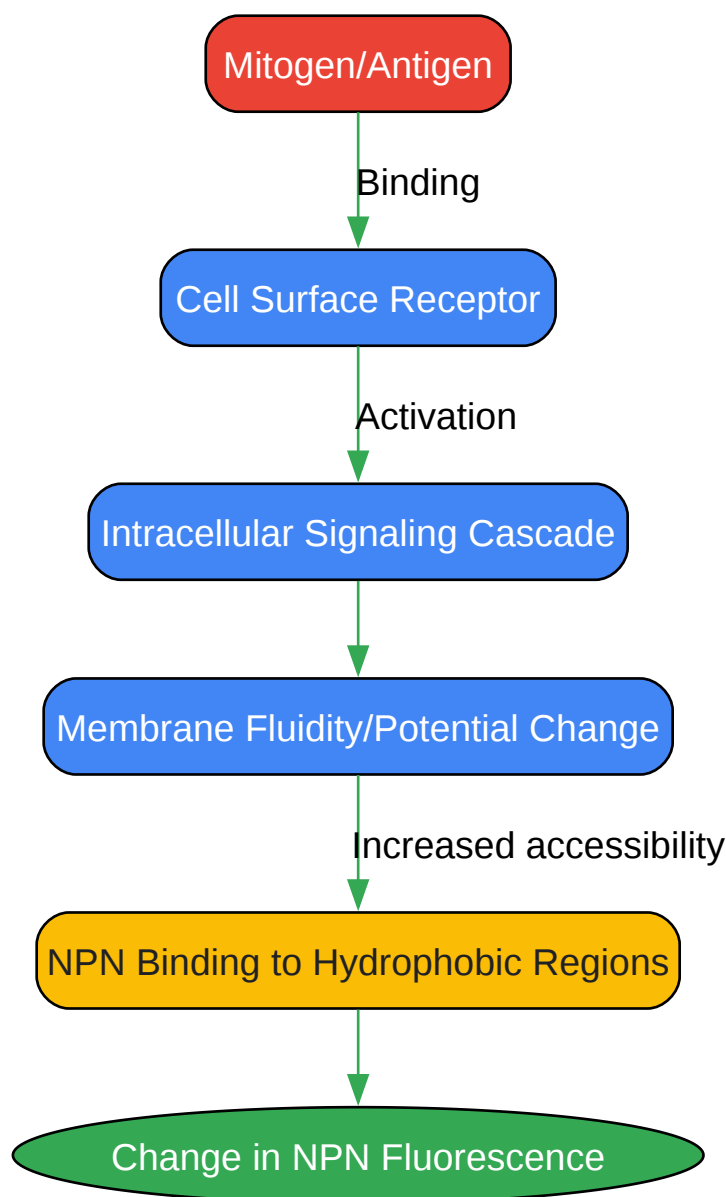 Mitogen/Antigen
Binding
Cell Surface Receptor
Activation
Intracellular Signaling Cascade
Membrane Fluidity/Potential Change
Increased accessibility
NPN Binding to Hydrophobic Regions
Change in NPN Fluorescence